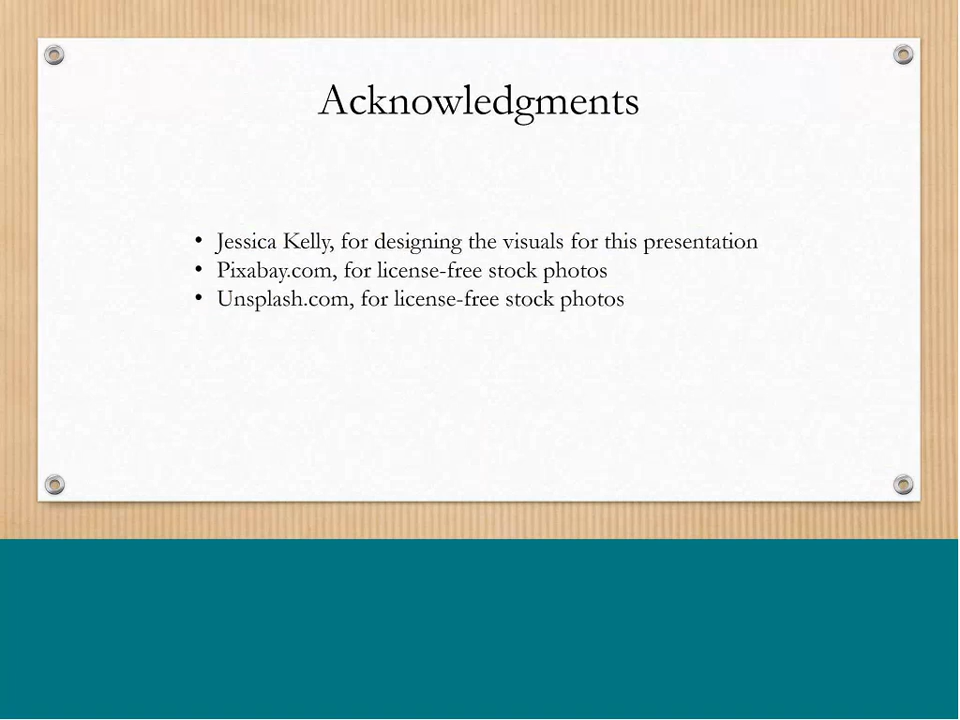 Acknowledgments
• Jessica Kelly, for designing the visuals for this presentation
• Pixabay.com, for license-free stock photos
• Unsplash.com, for license-free stock photos